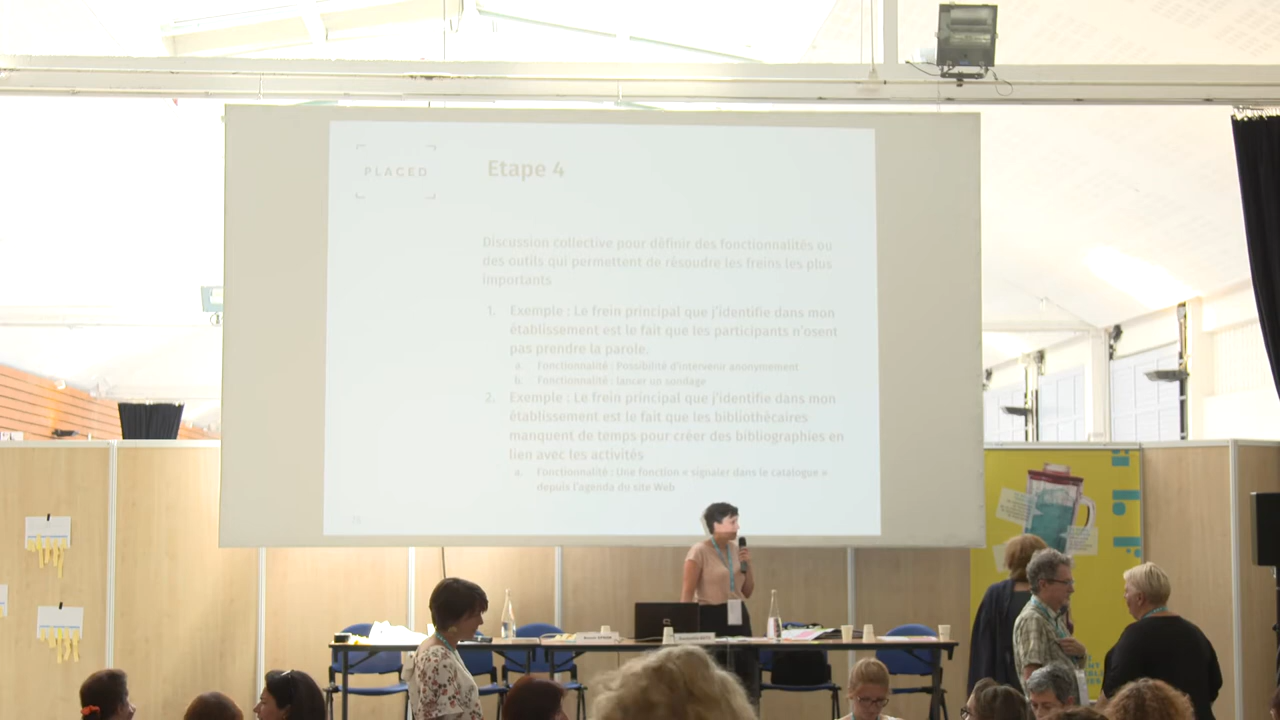 PLACED
Etape 4
Discussion collective pour définir des fonctionnalités ou
des outils qui permettent de résoudre les freins les plus
importants
1. Exemple : Le frein principal que j'identifie dans mon
établissement est le fait que les participants n'osent
pas prendre la parole.
a. Fonctionnalité : Possibilité d'intervenir anonymement
b. Fonctionnalité : lancer un sondage
2. Exemple : Le frein principal que j'identifie dans mon
établissement est le fait que les bibliothécaires
manquent de temps pour créer des bibliographies en
lien avec les activités
a. Fonctionnalité : Une fonction « signaler dans le catalogue »
depuis l'agenda du site Web